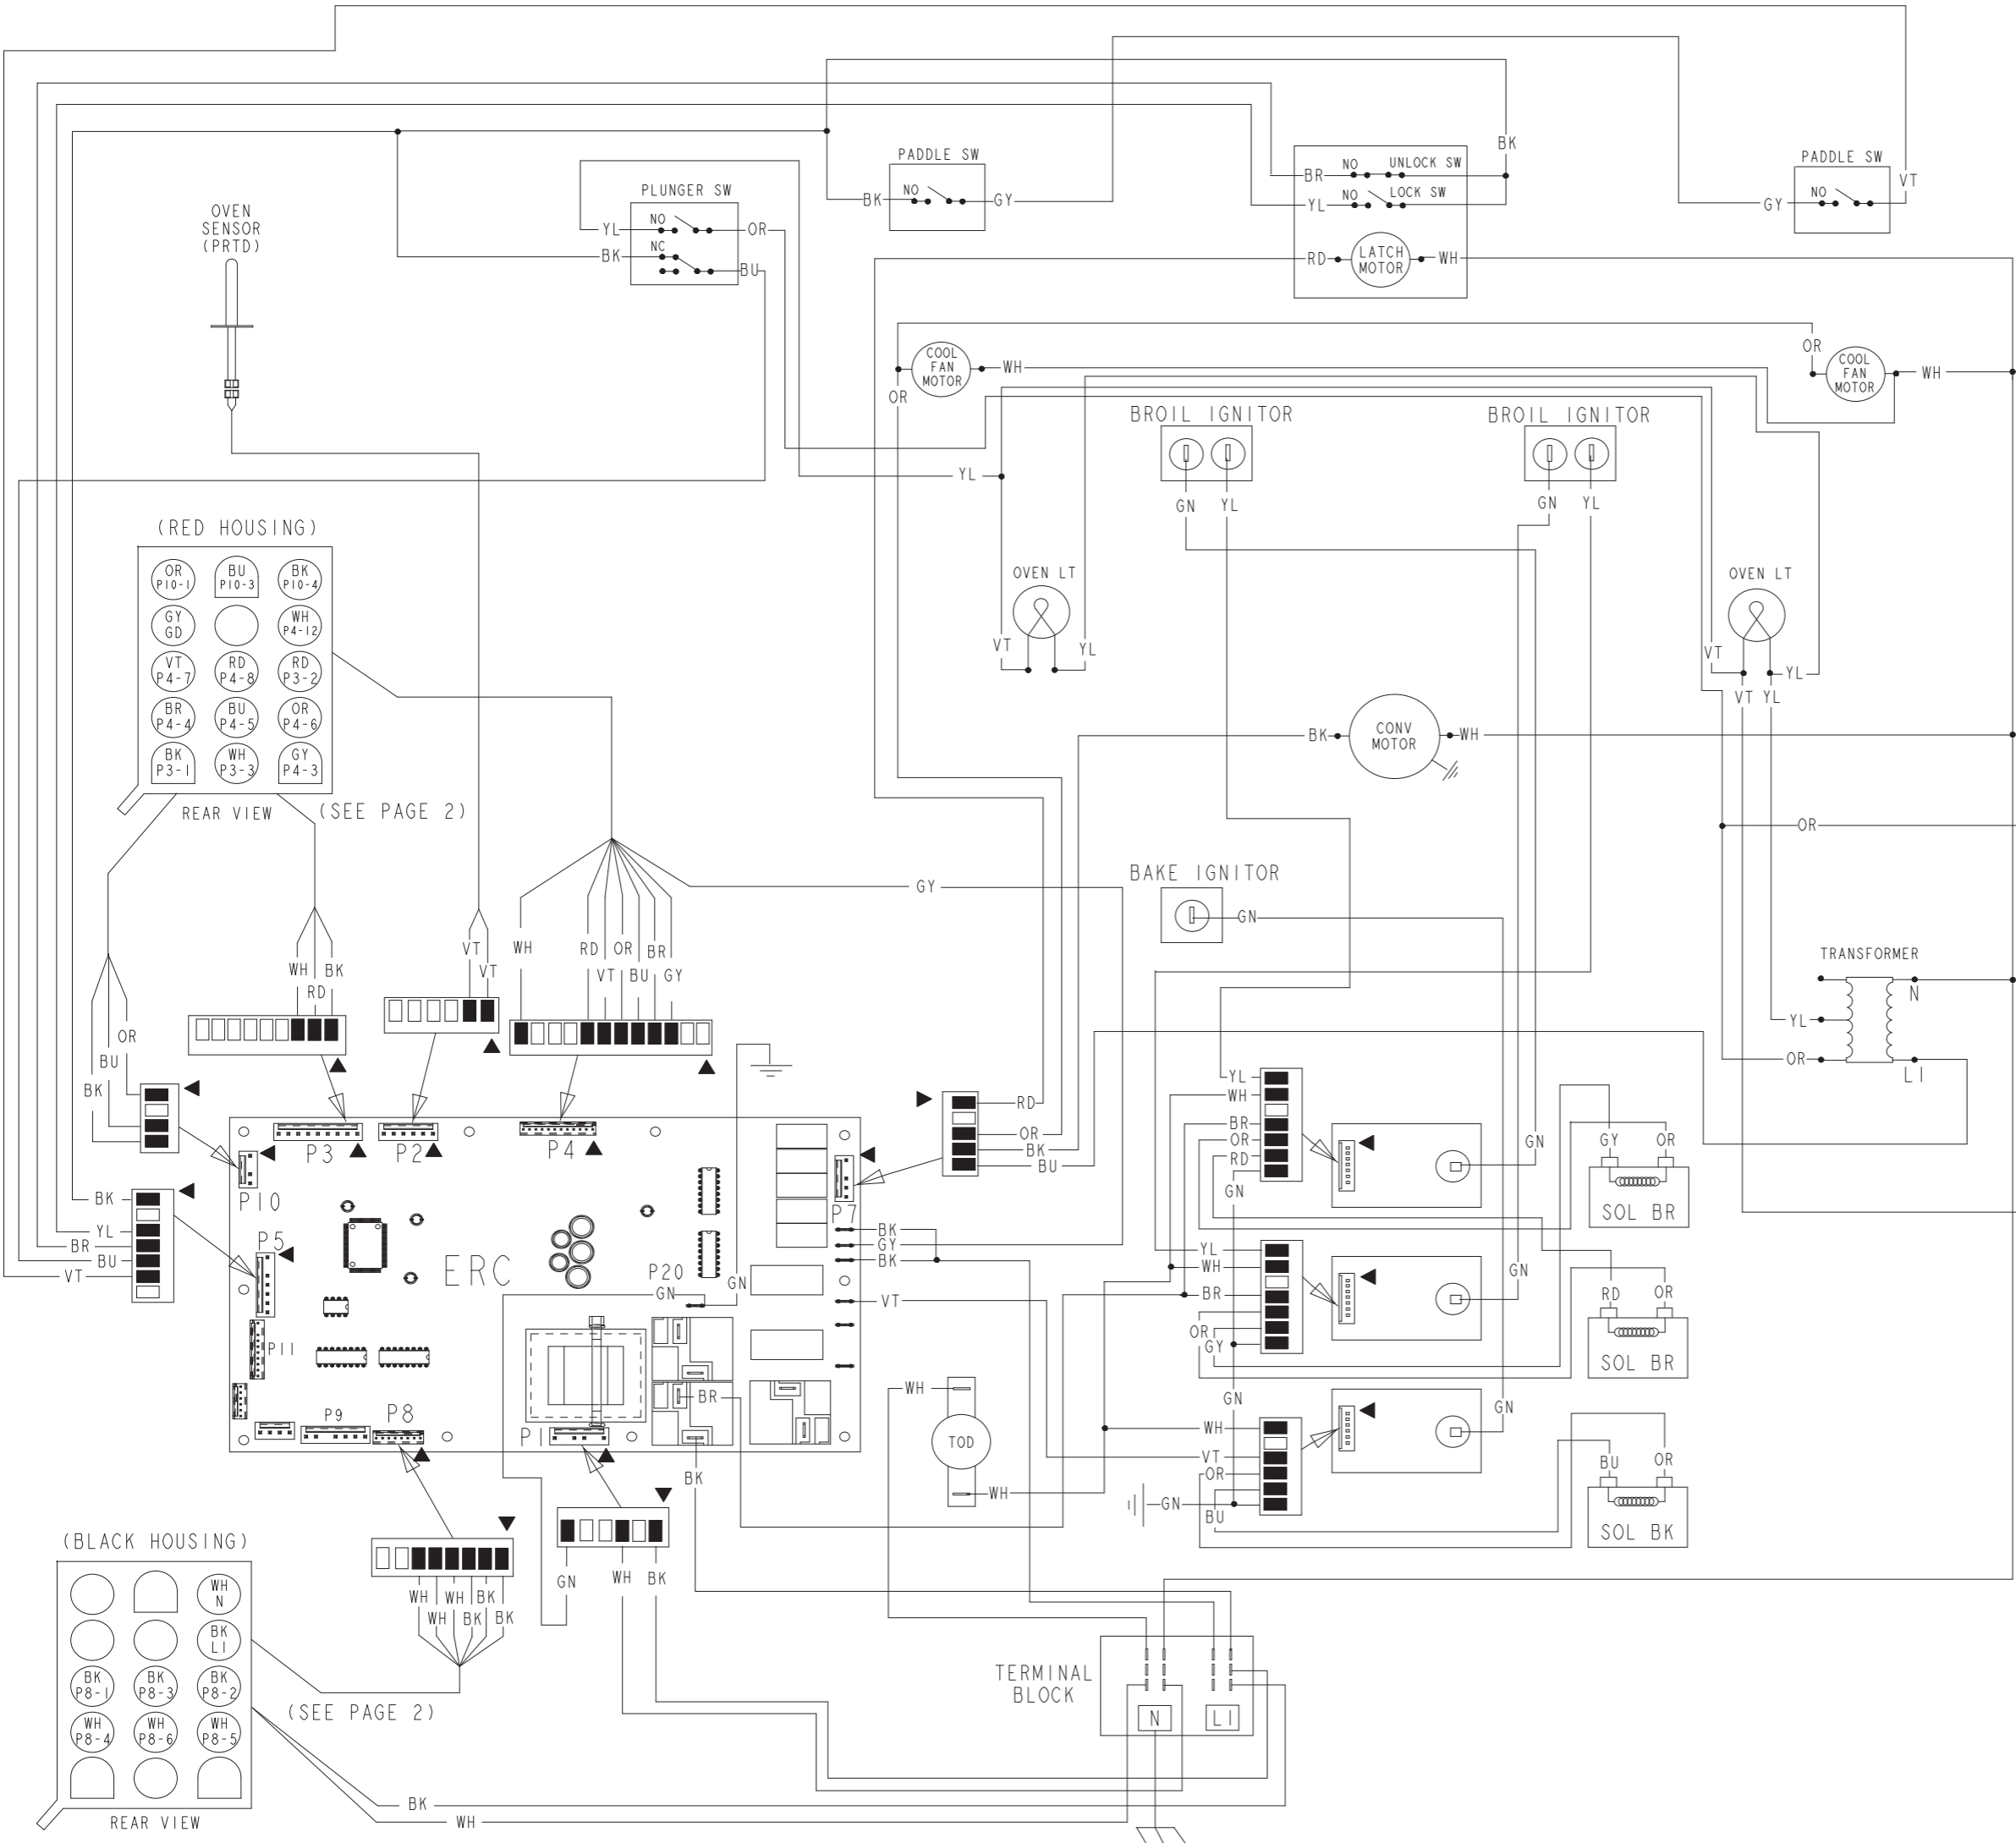 BK
PADDLE SW
BK
NO
GY
NO
UNLOCK SW
BR
NO
LOCK SW
YL
RD
LATCH
MOTOR
WH
PADDLE SW
VT
GY
NO
PLUNGER SW
NO
YL
OR
NC
BK
BU
OVEN
SENSOR
(PRTD)
COOL
FAN
MOTOR
WH
OR
OR
COOL
FAN
MOTOR
WH
BROIL IGNITOR
BROIL IGNITOR
YL
GN
YL
GN
YL
(RED HOUSING)
OR
P10-1
BU
P10-3
BK
P10-4
GY
GD
WH
P4-12
VT
P4-7
RD
P4-8
RD
P3-2
BR
P4-4
BU
P4-5
OR
P4-6
BK
P3-1
WH
P3-3
GY
P4-3
REAR VIEW
(SEE PAGE 2)
OVEN LT
VT
YL
OVEN LT
VT
YL
VT
YL
BK
CONV
MOTOR
WH
OR
BAKE IGNITOR
GN
GY
WH
RD
OR
BR
VT
BU
GY
VT
VT
WH
BK
RD
OR
BU
BK
TRANSFORMER
N
YL
OR
L1
RD
OR
BK
BU
P3
P2
P4
P10
P7
P5
ERC
P20
GN
GN
P11
P9
P8
P1
BK
YL
BR
BU
VT
BK
GY
BK
VT
BR
BK
YL
WH
BR
OR
RD
GN
GN
GY
OR
SOL BR
YL
WH
BR
OR
GY
GN
GN
RD
OR
SOL BR
WH
VT
OR
GN
BU
GN
BU
OR
SOL BK
WH
TOD
WH
GN
WH
BK
WH
WH
BK
WH
BK
BK
(BLACK HOUSING)
WH
N
BK
L1
BK
P8-1
BK
P8-3
BK
P8-2
WH
P8-4
WH
P8-6
WH
P8-5
REAR VIEW
(SEE PAGE 2)
BK
WH
TERMINAL
BLOCK
N
L1